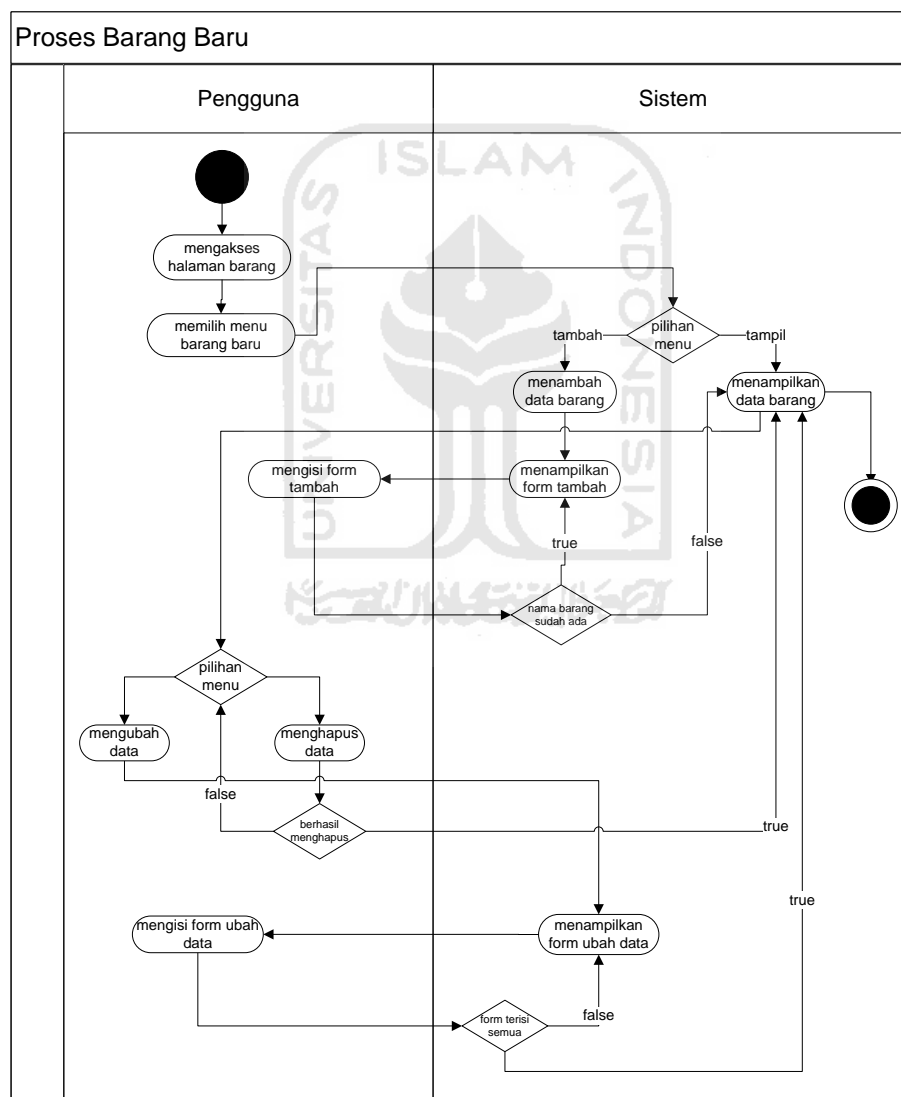 Proses Barang Baru
Pengguna
Sistem
ISLAM
UNIVERSITAS
INDONESIA
mengakses
halaman barang
memilih menu
barang baru
pilihan
menu
tambah
tampil
menambah
data barang
menampilkan
data barang
mengisi form
tambah
menampilkan
form tambah
true
false
nama barang
sudah ada
pilihan
menu
mengubah
data
menghapus
data
false
berhasil
menghapus
true
true
mengisi form ubah
data
menampilkan
form ubah data
form terisi
semua
false